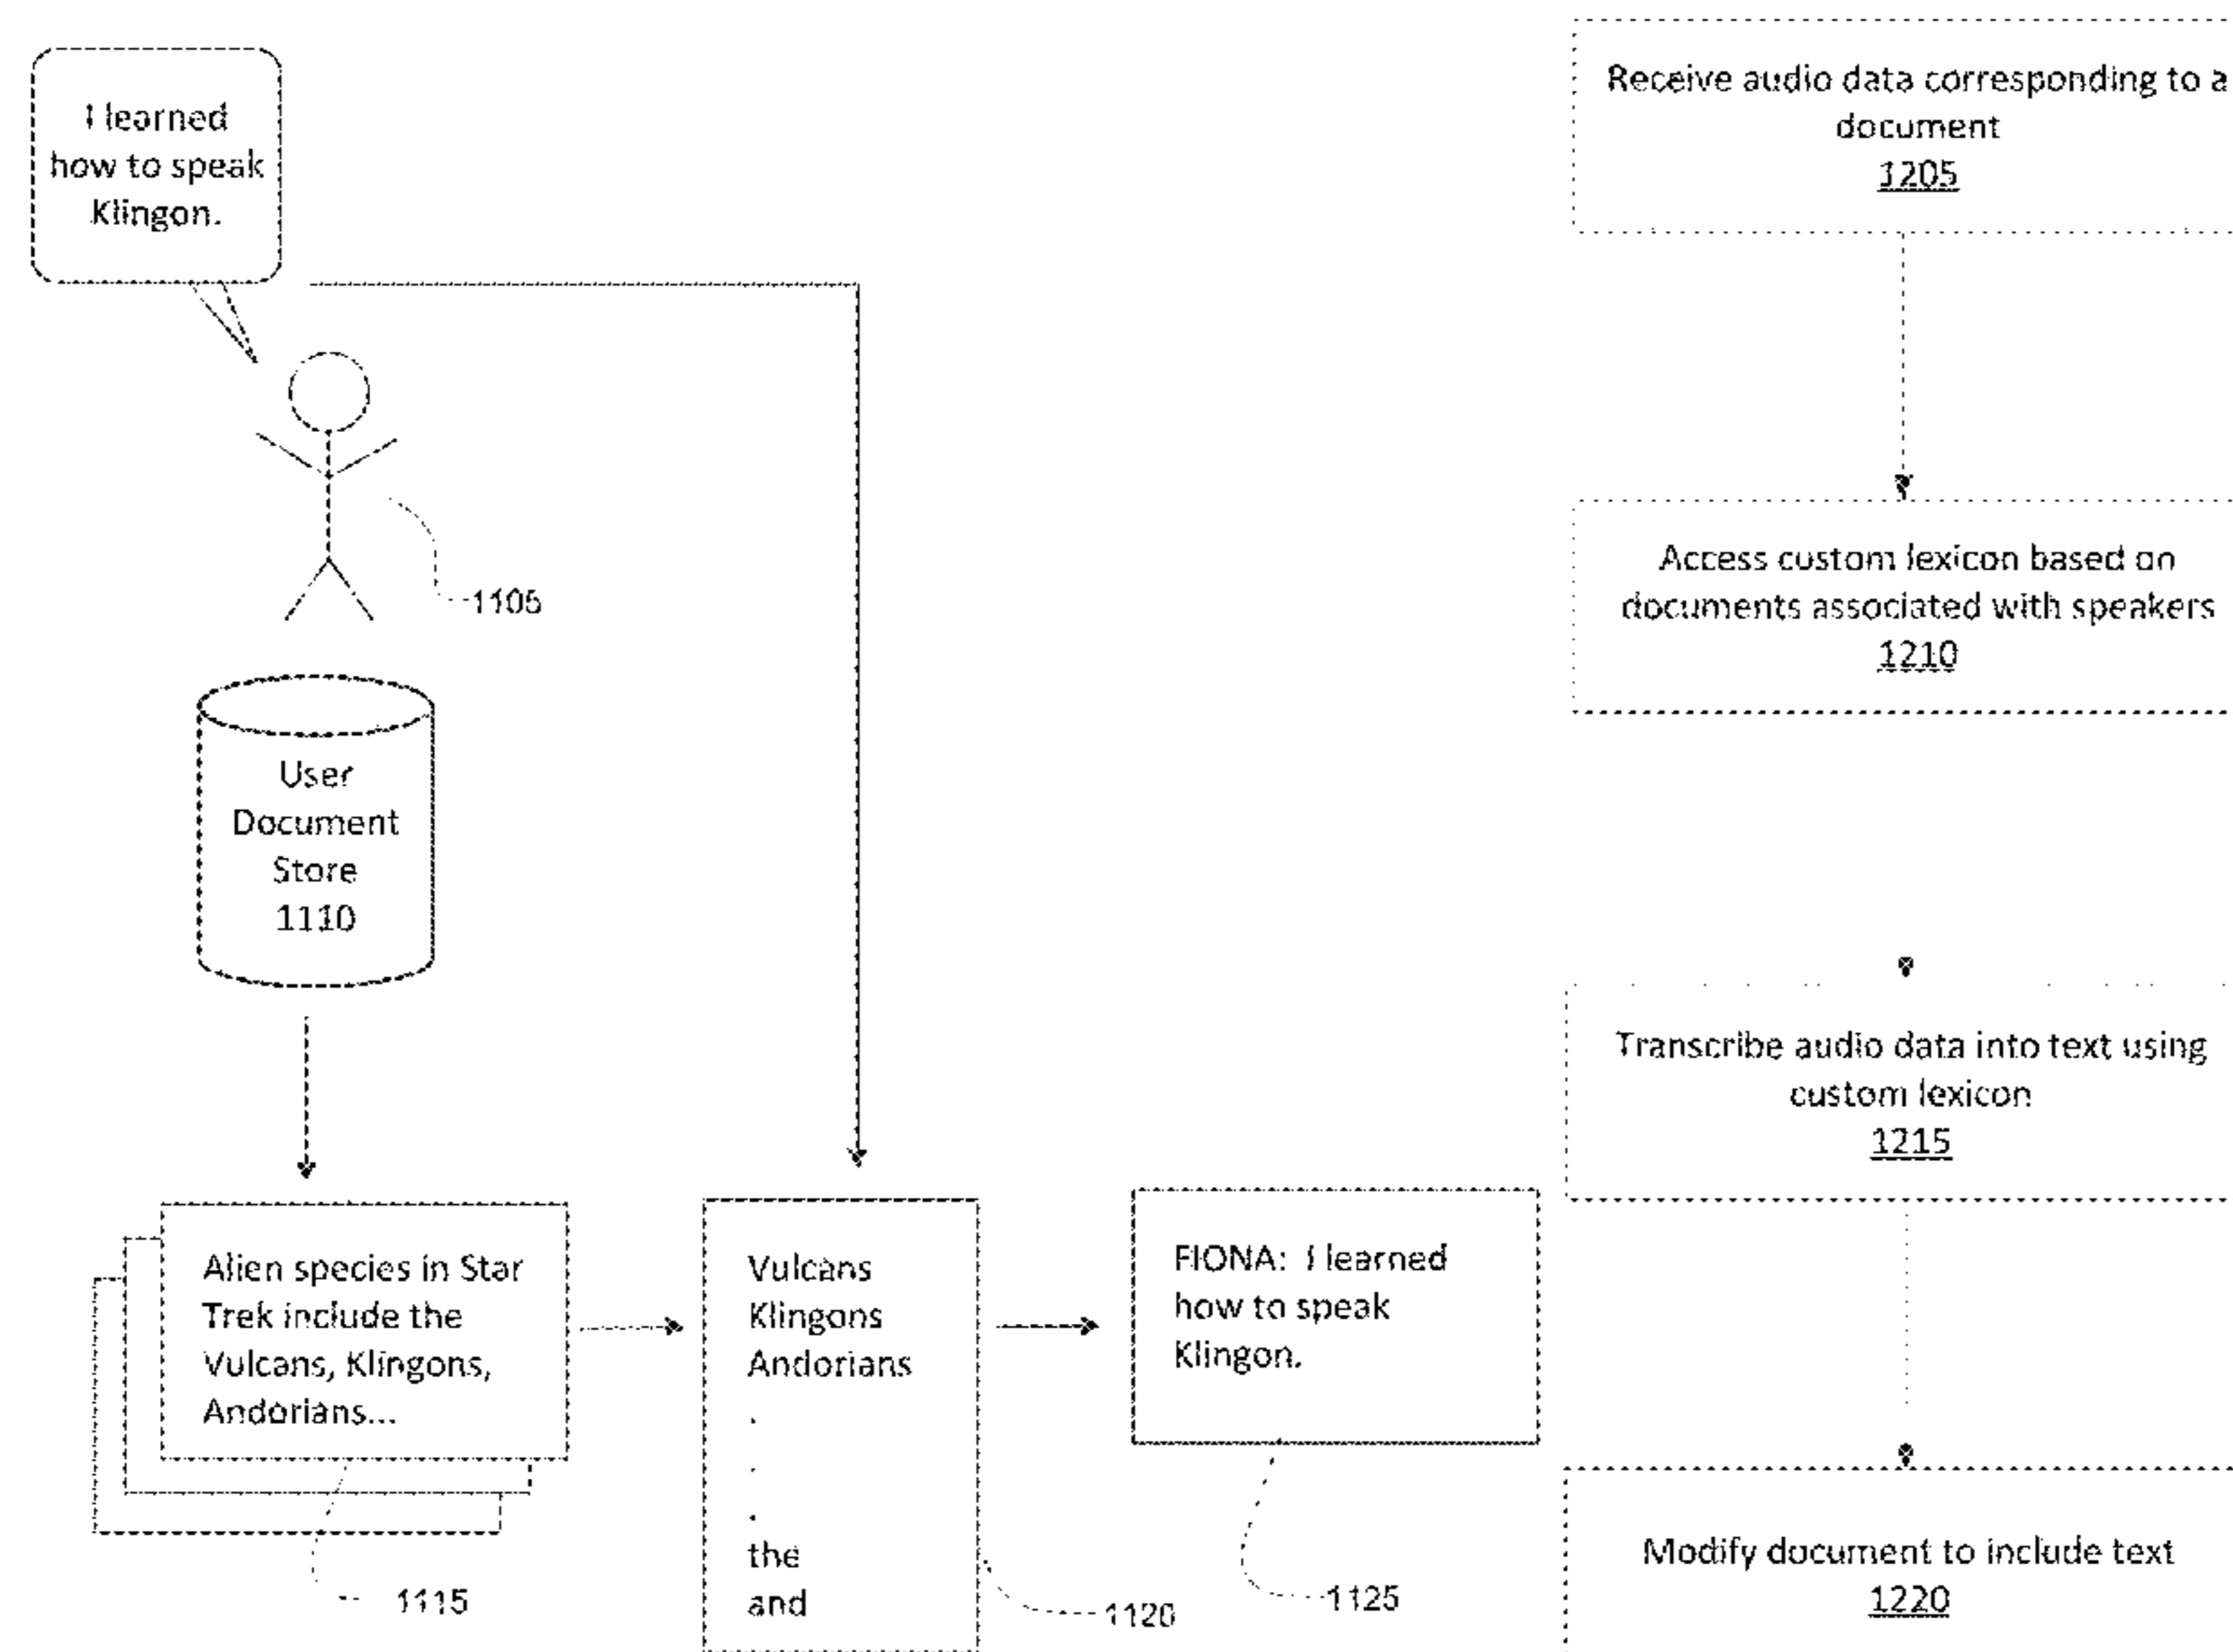 I learned
how to speak
Klingon.
1105
User
Document
Store
1110
Alien species in Star
Trek include the
Vulcans, Klingons,
Andorians...
1115
Vulcans
Klingons
Andorians
.
.
.
the
and
1120
FIONA: I learned
how to speak
Klingon.
1125
Receive audio data corresponding to a
document
1205
Access custom lexicon based on
documents associated with speakers
1210
Transcribe audio data into text using
custom lexicon
1215
Modify document to include text
1220